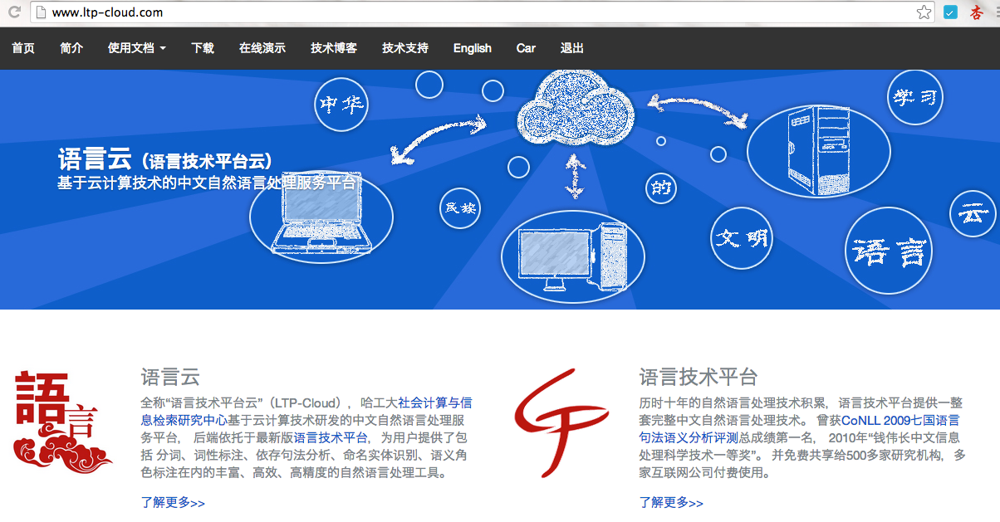 www.ltp-cloud.com
首页 简介 使用文档 下载 在线演示 技术博客 技术支持 English Car 退出
中华
学习
语言云（语言技术平台云）
基于云计算技术的中文自然语言处理服务平台
的
民族
云
文明
语言
語言
语言云
全称“语言技术平台云”（LTP-Cloud），哈工大社会计算与信
息检索研究中心基于云计算技术研发的中文自然语言处理服
务平台， 后端依托于最新版语言技术平台，为用户提供了包
括 分词、词性标注、依存句法分析、命名实体识别、语义角
色标注在内的丰富、高效、高精度的自然语言处理工具。
了解更多>>
语言技术平台
历时十年的自然语言处理技术积累，语言技术平台提供一整
套完整中文自然语言处理技术。 曾获CoNLL 2009七国语言
句法语义分析评测总成绩第一名， 2010年“钱伟长中文信息
处理科学技术一等奖”。 并免费共享给500多家研究机构，多
家互联网公司付费使用。
了解更多>>
杏